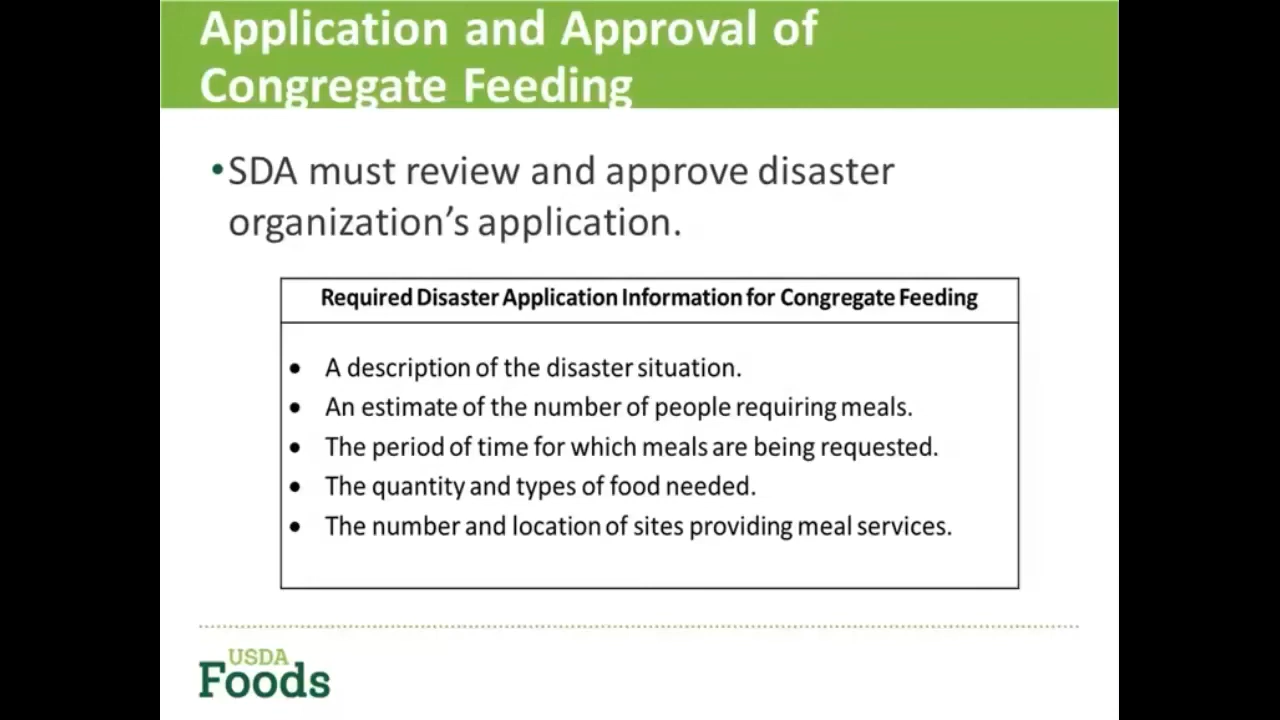 Application and Approval of
Congregate Feeding
•SDA must review and approve disaster
organization’s application.
Required Disaster Application Information for Congregate Feeding
• A description of the disaster situation.
• An estimate of the number of people requiring meals.
• The period of time for which meals are being requested.
• The quantity and types of food needed.
• The number and location of sites providing meal services.
USDA
Foods